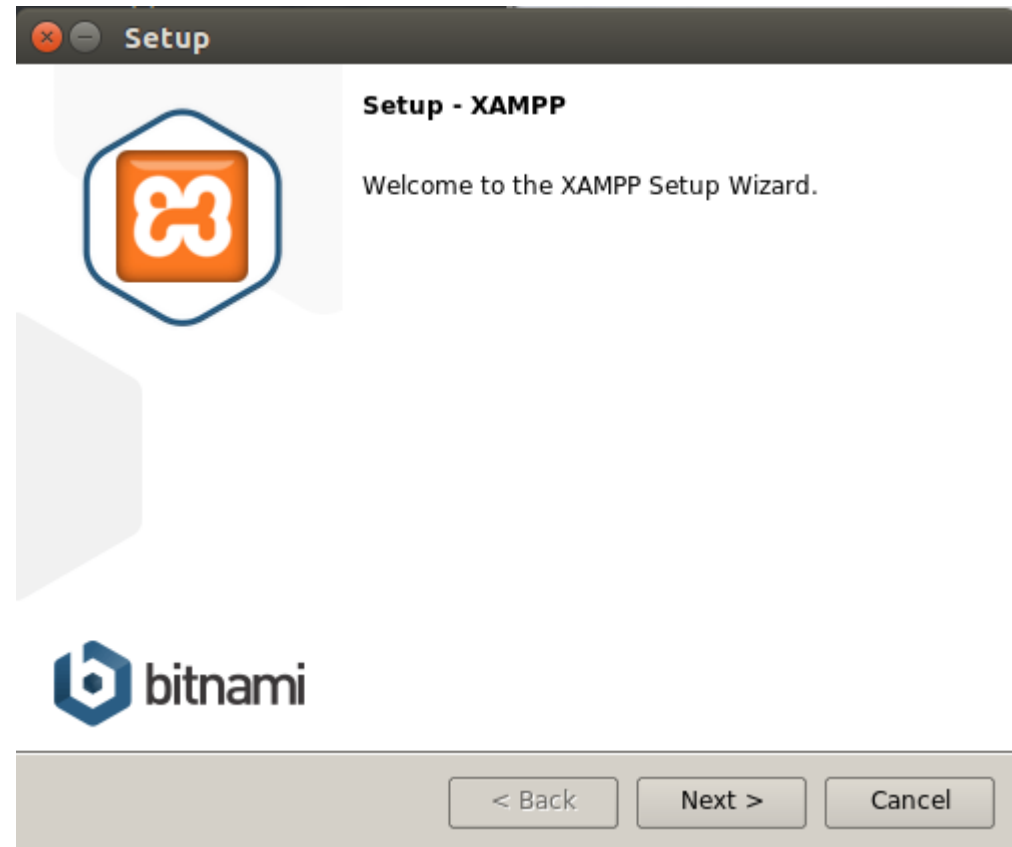 Setup
Setup - XAMPP
Welcome to the XAMPP Setup Wizard.
bitnami
< Back
Next >
Cancel